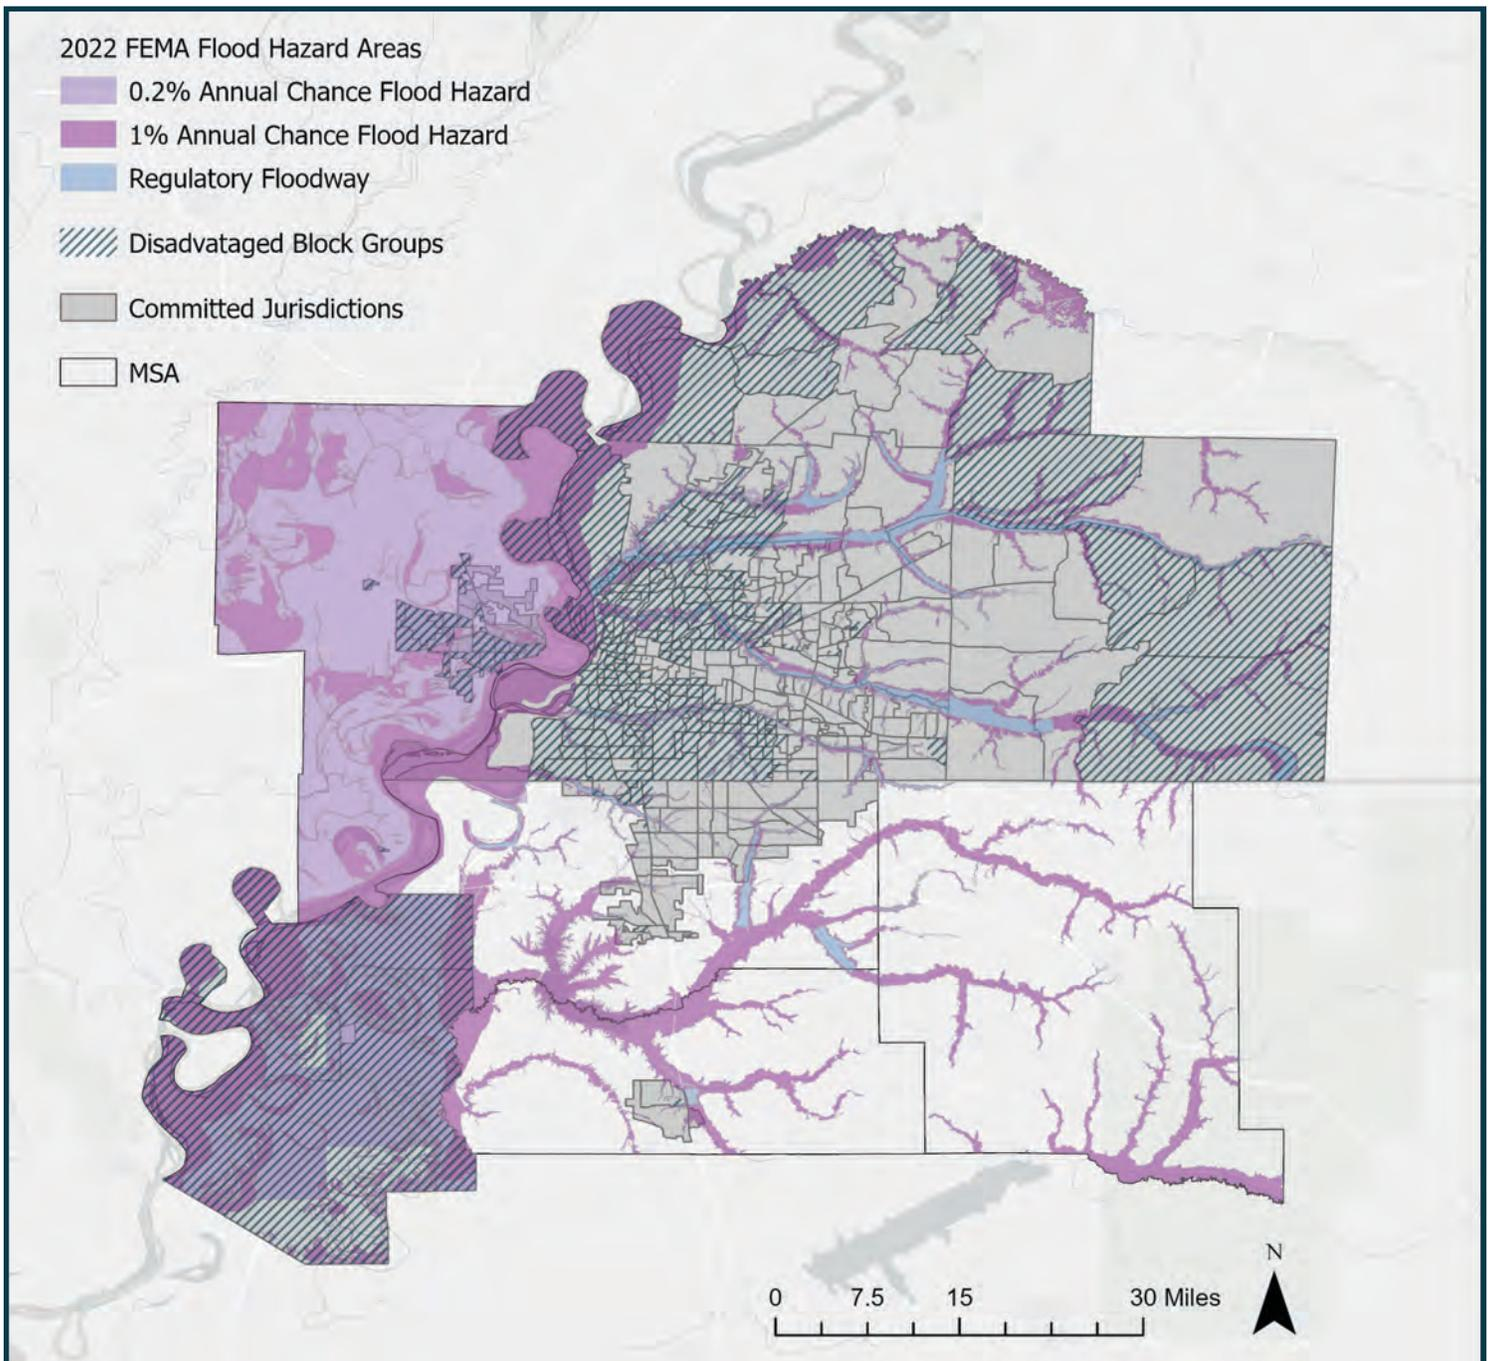 2022 FEMA Flood Hazard Areas
0.2% Annual Chance Flood Hazard
1% Annual Chance Flood Hazard
Regulatory Floodway
Disadvataged Block Groups
Committed Jurisdictions
MSA
N
0 7.5 15 30 Miles